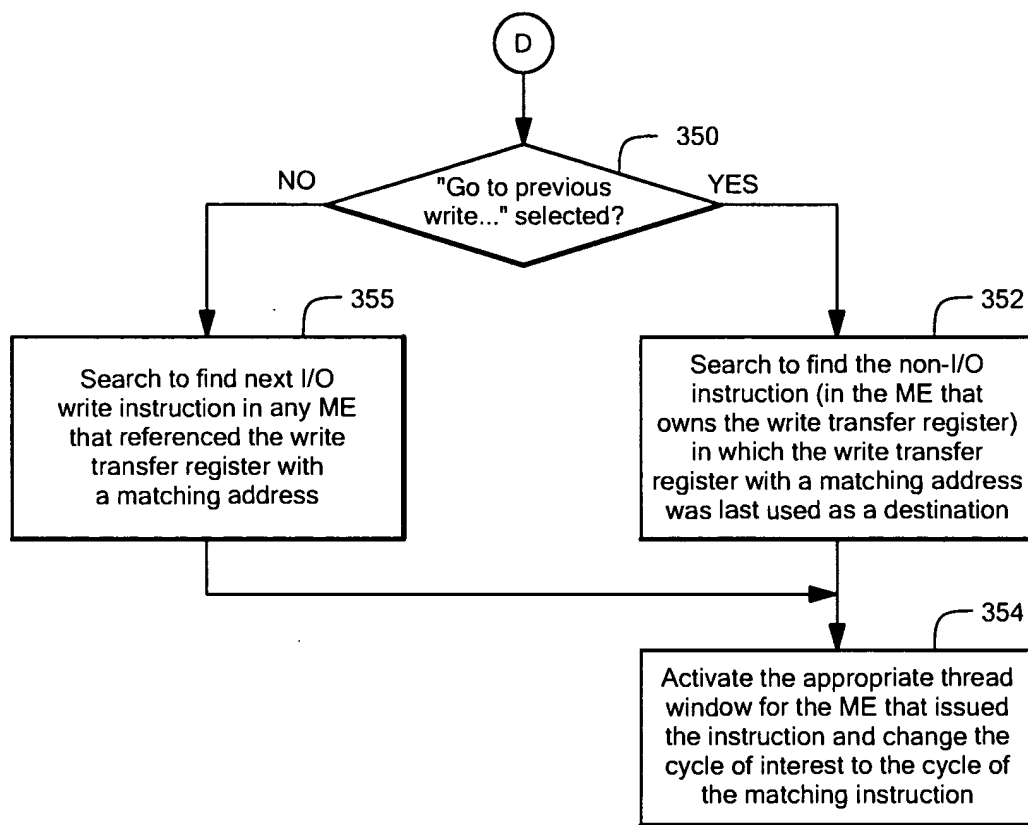 D
350
"Go to previous
write..." selected?
NO
YES
355
Search to find next I/O
write instruction in any ME
that referenced the write
transfer register with
a matching address
352
Search to find the non-I/O
instruction (in the ME that
owns the write transfer register)
in which the write transfer
register with a matching address
was last used as a destination
354
Activate the appropriate thread
window for the ME that issued
the instruction and change the
cycle of interest to the cycle of
the matching instruction